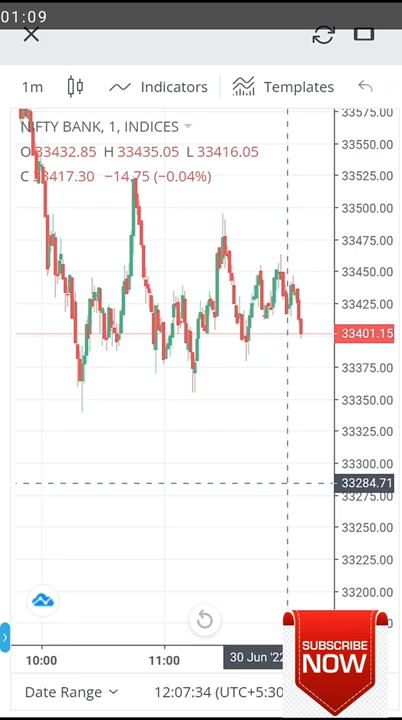 01:09
1m Indicators Templates
NIFTY BANK, 1, INDICES
O 33432.85 H 33435.05 L 33416.05
C 33417.30 −14.75 (−0.04%)
33575.00
33550.00
33525.00
33500.00
33475.00
33450.00
33425.00
33401.15
33375.00
33350.00
33325.00
33300.00
33284.71
33275.00
33250.00
33225.00
33200.00
10:00 11:00 30 Jun '22
SUBSCRIBE
NOW
Date Range 12:07:34 (UTC+5:30